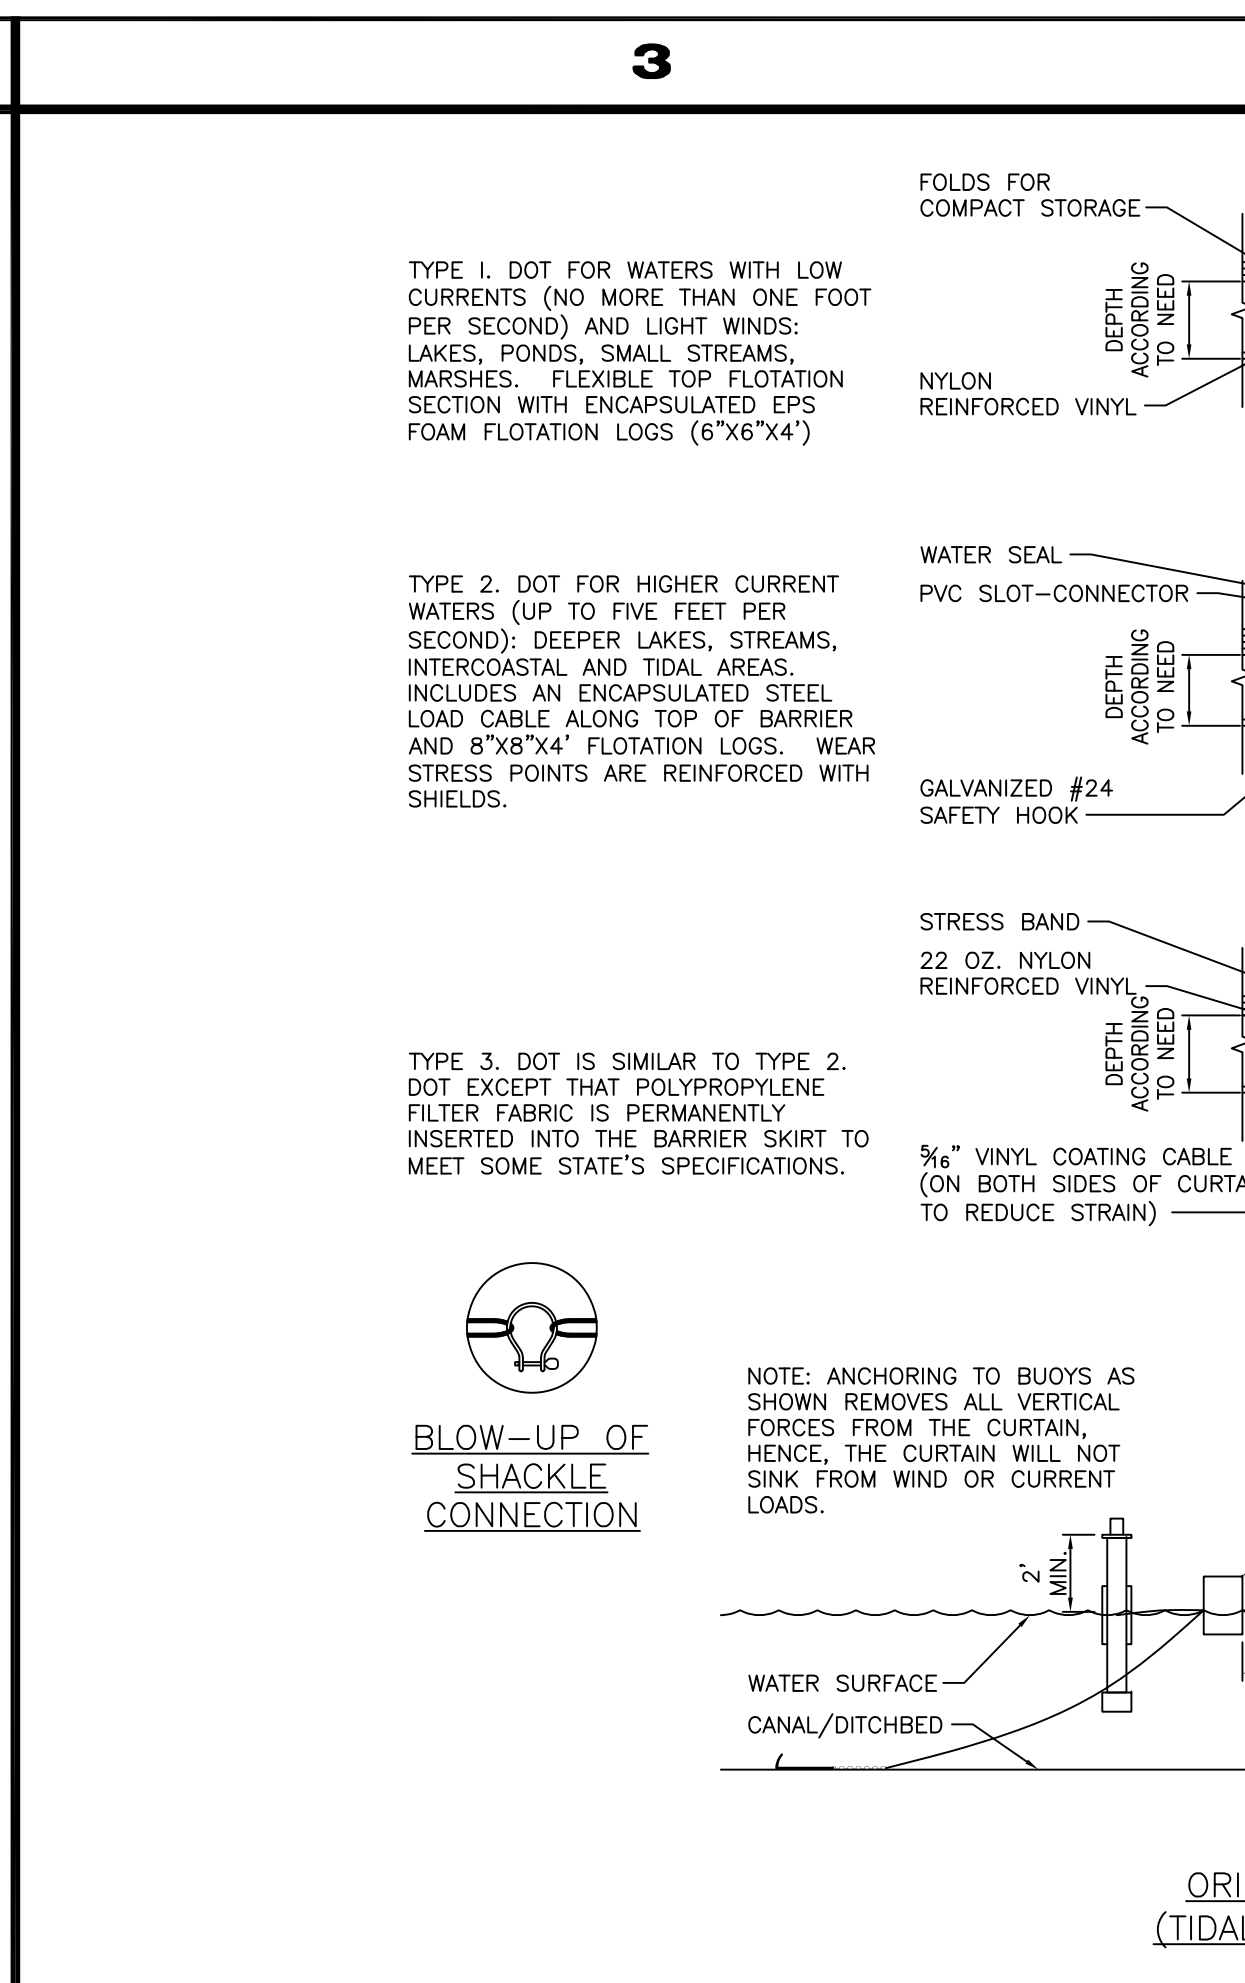 3
FOLDS FOR
COMPACT STORAGE
DEPTH
ACCORDING
TO NEED
NYLON
REINFORCED VINYL
TYPE 1. DOT FOR WATERS WITH LOW
CURRENTS (NO MORE THAN ONE FOOT
PER SECOND) AND LIGHT WINDS:
LAKES, PONDS, SMALL STREAMS,
MARSHES. FLEXIBLE TOP FLOTATION
SECTION WITH ENCAPSULATED EPS
FOAM FLOTATION LOGS (6"X6"X4')
WATER SEAL
PVC SLOT-CONNECTOR
DEPTH
ACCORDING
TO NEED
GALVANIZED #24
SAFETY HOOK
TYPE 2. DOT FOR HIGHER CURRENT
WATERS (UP TO FIVE FEET PER
SECOND): DEEPER LAKES, STREAMS,
INTERCOASTAL AND TIDAL AREAS.
INCLUDES AN ENCAPSULATED STEEL
LOAD CABLE ALONG TOP OF BARRIER
AND 8"X8"X4' FLOTATION LOGS. WEAR
STRESS POINTS ARE REINFORCED WITH
SHIELDS.
STRESS BAND
22 OZ. NYLON
REINFORCED VINYL
DEPTH
ACCORDING
TO NEED
5/16" VINYL COATING CABLE
(ON BOTH SIDES OF CURTA
TO REDUCE STRAIN)
TYPE 3. DOT IS SIMILAR TO TYPE 2.
DOT EXCEPT THAT POLYPROPYLENE
FILTER FABRIC IS PERMANENTLY
INSERTED INTO THE BARRIER SKIRT TO
MEET SOME STATE'S SPECIFICATIONS.
BLOW-UP OF
SHACKLE
CONNECTION
NOTE: ANCHORING TO BUOYS AS
SHOWN REMOVES ALL VERTICAL
FORCES FROM THE CURTAIN,
HENCE, THE CURTAIN WILL NOT
SINK FROM WIND OR CURRENT
LOADS.
2'
MIN.
WATER SURFACE
CANAL/DITCHBED
ORI
(TIDAL